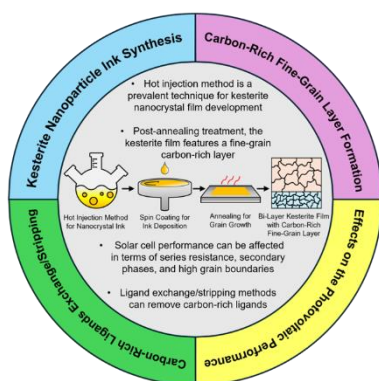 Kesterite Nanoparticle Ink Synthesis
Carbon-Rich Fine-Grain Layer Formation
• Hot injection method is a
prevalent technique for kesterite
nanocrystal film development
• Post-annealing treatment, the
kesterite film features a fine-grain
carbon-rich layer
Hot Injection Method
for Nanocrystal Ink
Spin Coating for
Ink Deposition
Annealing for
Grain Growth
Bi-Layer Kesterite Film
with Carbon-Rich
Fine-Grain Layer
• Solar cell performance can be affected
in terms of series resistance, secondary
phases, and high grain boundaries
• Ligand exchange/stripping methods
can remove carbon-rich ligands
Carbon-Rich Ligands Exchange/Stripping
Effects on the Photovoltaic Performance